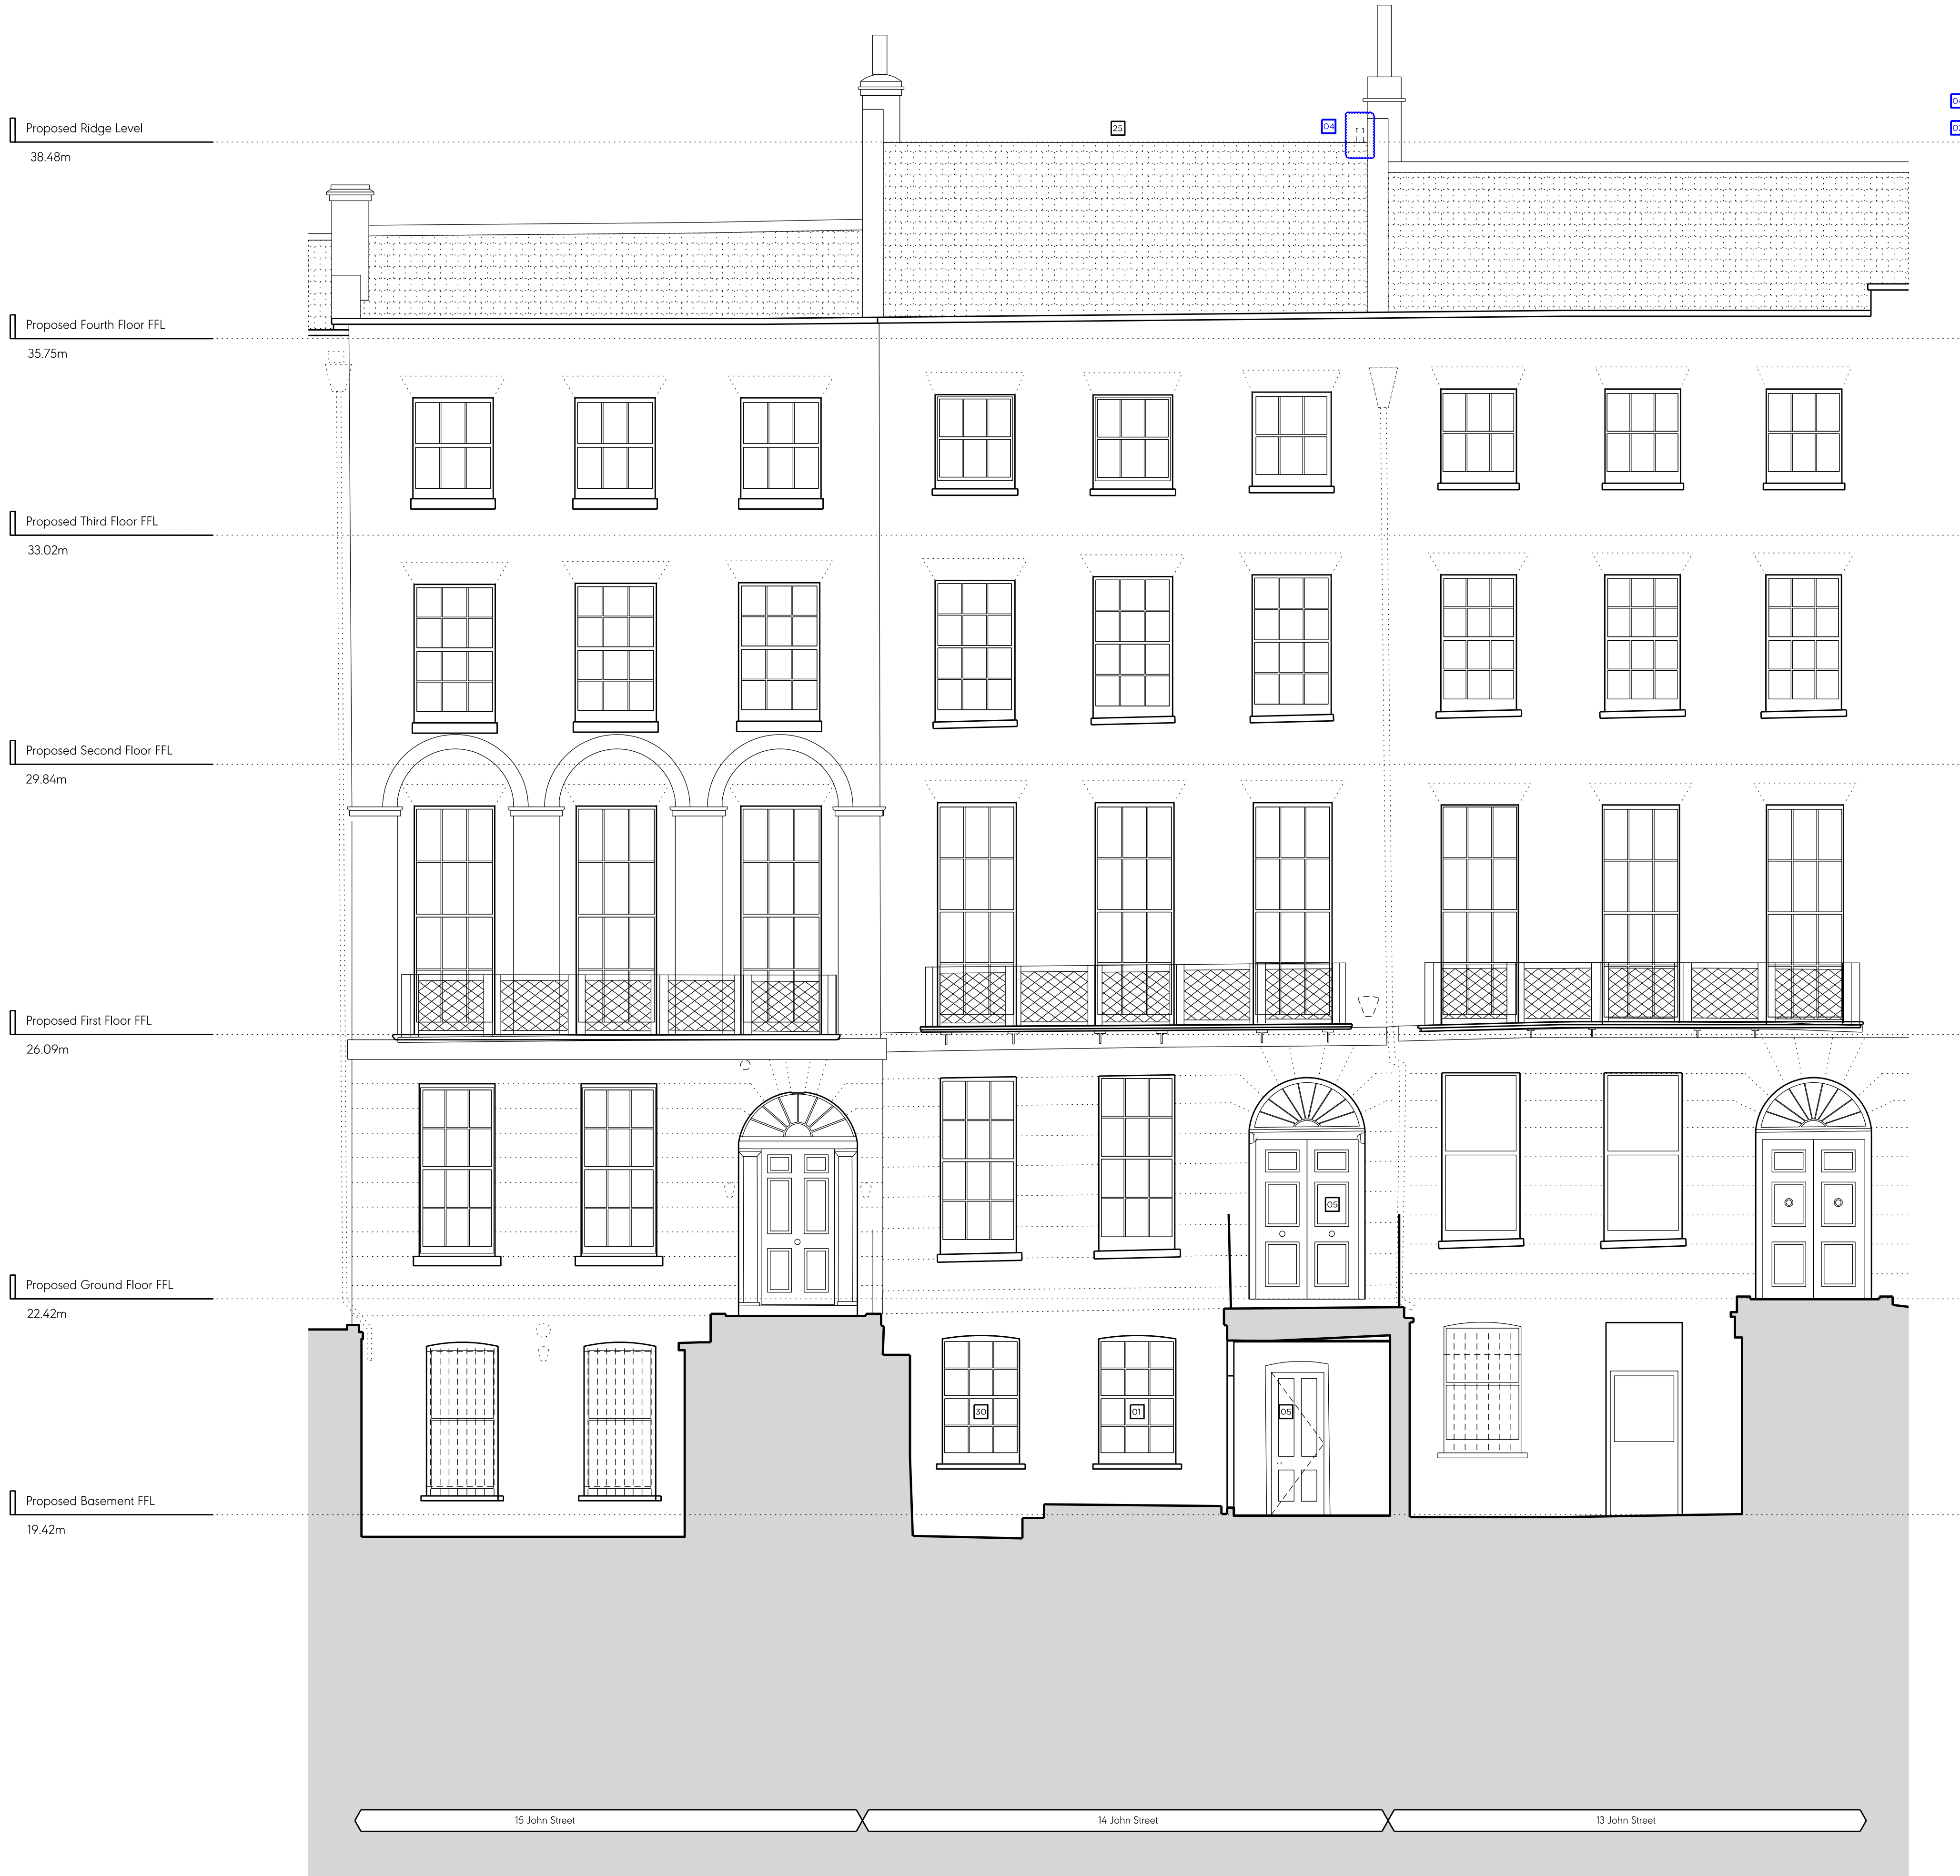 04
25
04
Proposed Ridge Level
02
38.48m
Proposed Fourth Floor FFL
35.75m
Proposed Third Floor FFL
33.02m
Proposed Second Floor FFL
29.84m
Proposed First Floor FFL
26.09m
05
Proposed Ground Floor FFL
22.42m
30
01
05
Proposed Basement FFL
19.42m
15 John Street
14 John Street
13 John Street